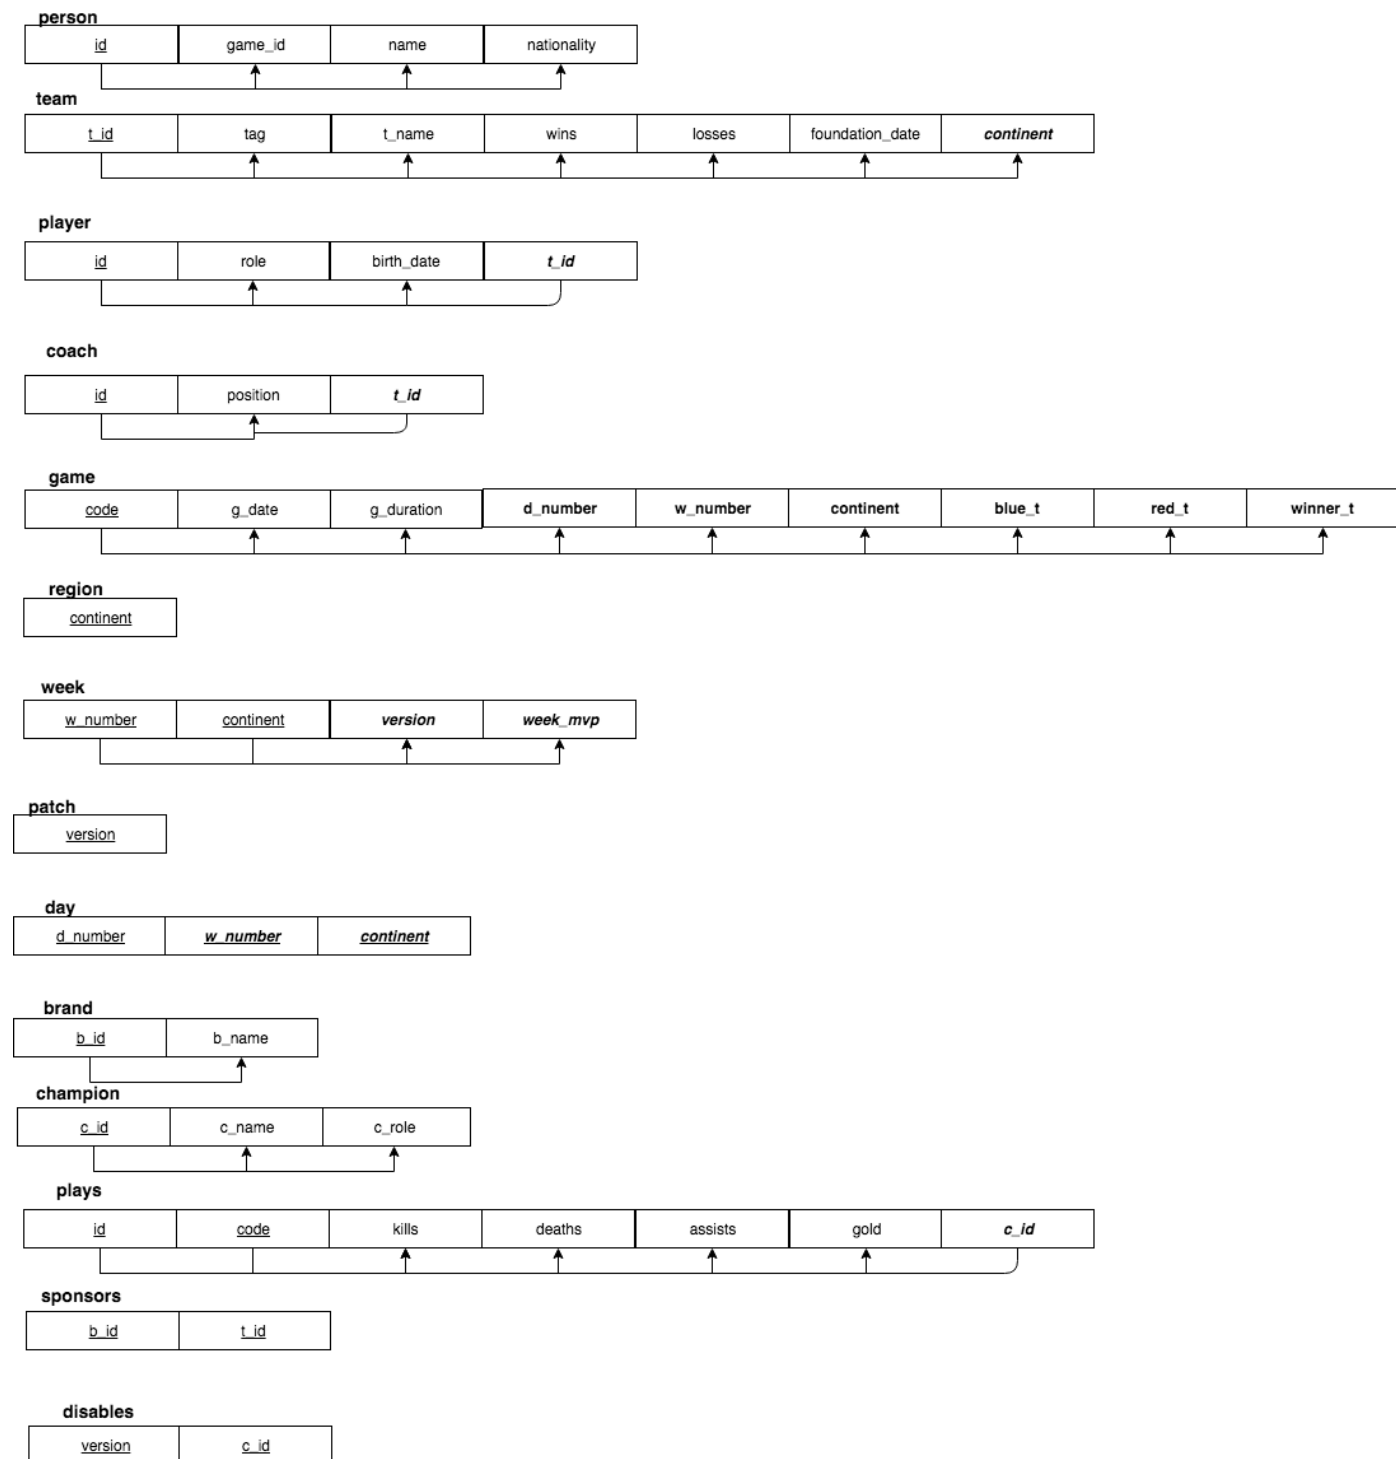 person
id game_id name nationality
team
t_id tag t_name wins losses foundation_date continent
player
id role birth_date t_id
coach
id position t_id
game
code g_date g_duration d_number w_number continent blue_t red_t winner_t
region
continent
week
w_number continent version week_mvp
patch
version
day
d_number w_number continent
brand
b_id b_name
champion
c_id c_name c_role
plays
id code kills deaths assists gold c_id
sponsors
b_id t_id
disables
version c_id